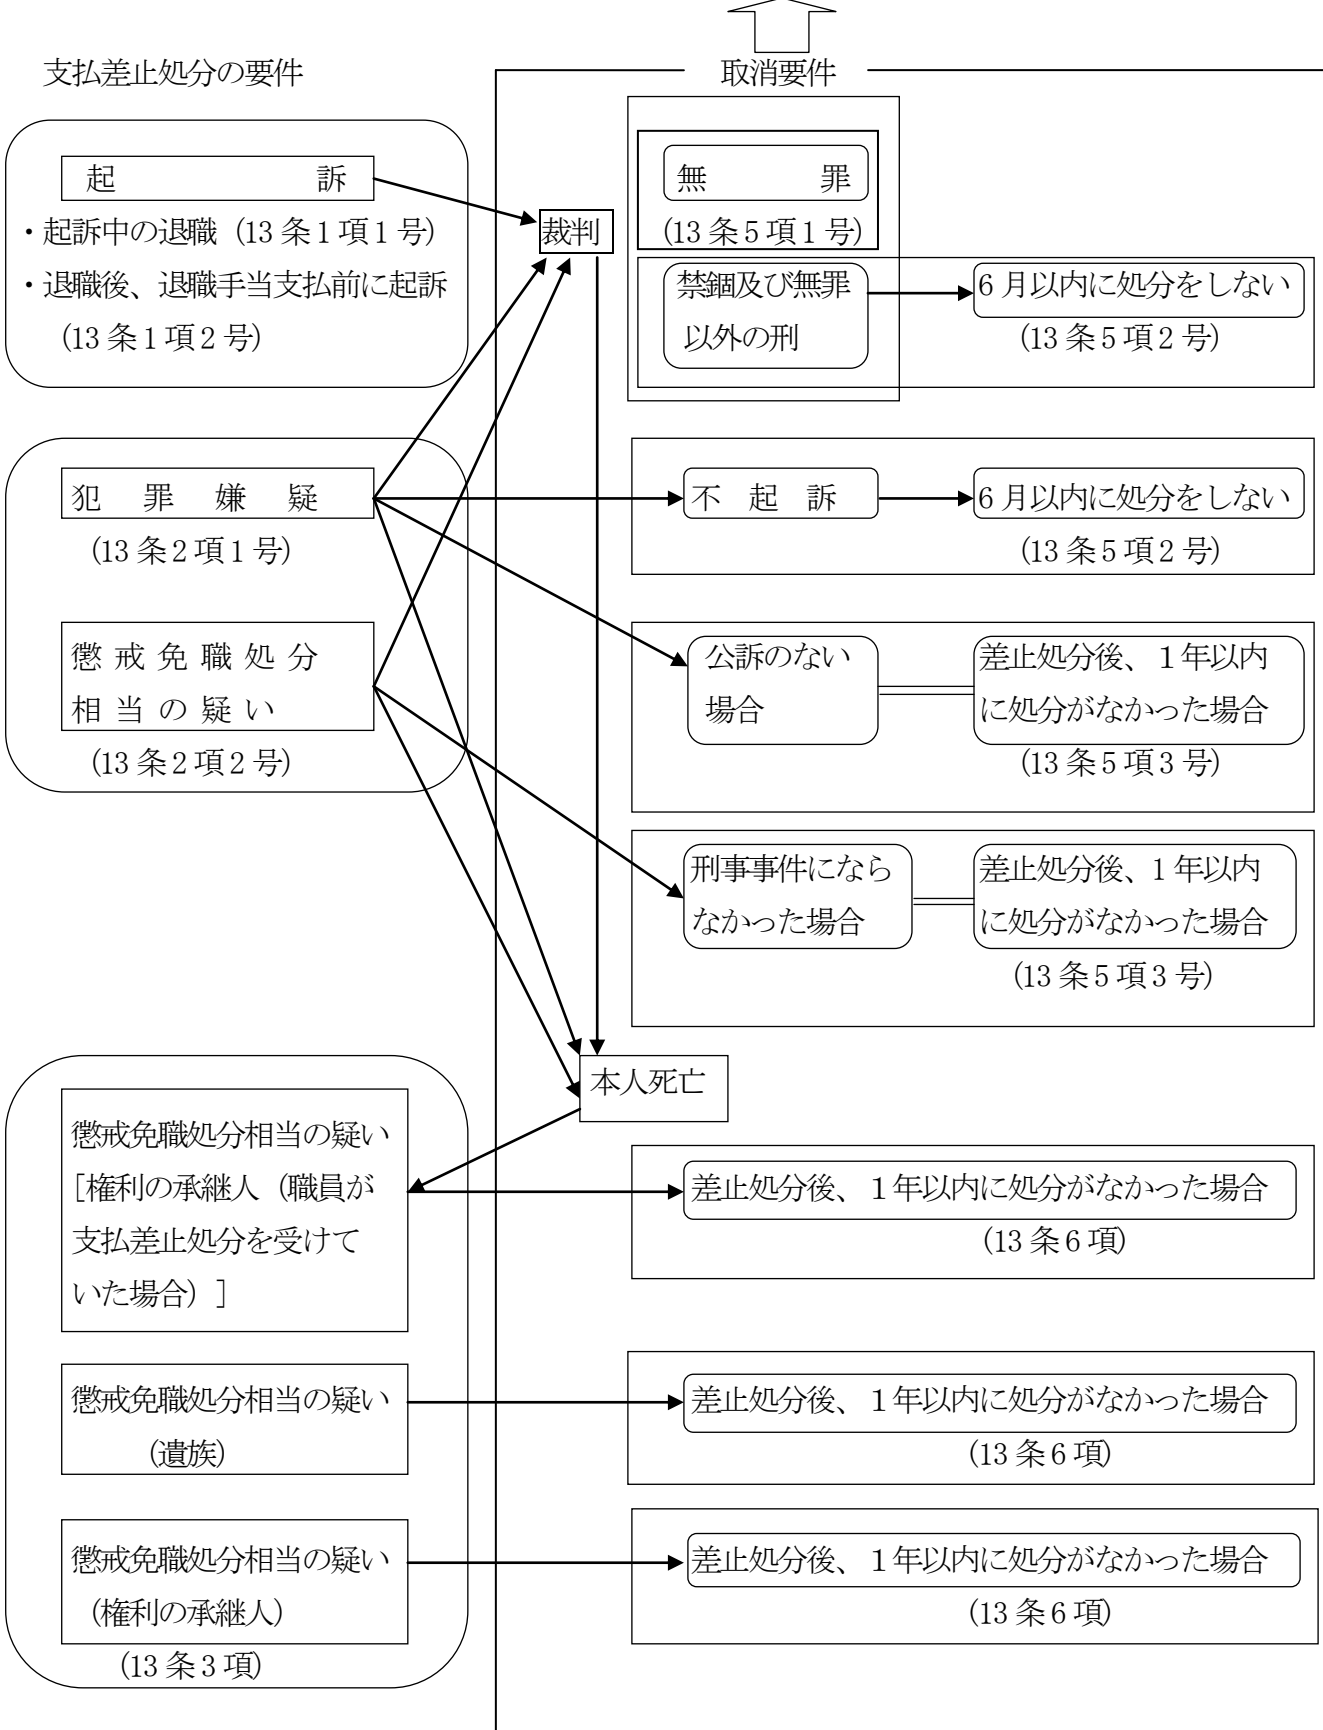 支払差止処分の要件
取消要件
起訴
・起訴中の退職（13条1項1号）
・退職後、退職手当支払前に起訴
（13条1項2号）
裁判
無罪
（13条5項1号）
禁錮及び無罪
以外の刑
6月以内に処分をしない
（13条5項2号）
犯罪嫌疑
（13条2項1号）
不起訴
6月以内に処分をしない
（13条5項2号）
懲戒免職処分
相当の疑い
（13条2項2号）
公訴のない
場合
差止処分後、1年以内
に処分がなかった場合
（13条5項3号）
刑事事件になら
なかった場合
差止処分後、1年以内
に処分がなかった場合
（13条5項3号）
本人死亡
懲戒免職処分相当の疑い
［権利の承継人（職員が
支払差止処分を受けて
いた場合）］
差止処分後、1年以内に処分がなかった場合
（13条6項）
懲戒免職処分相当の疑い
（遺族）
差止処分後、1年以内に処分がなかった場合
（13条6項）
懲戒免職処分相当の疑い
（権利の承継人）
（13条3項）
差止処分後、1年以内に処分がなかった場合
（13条6項）